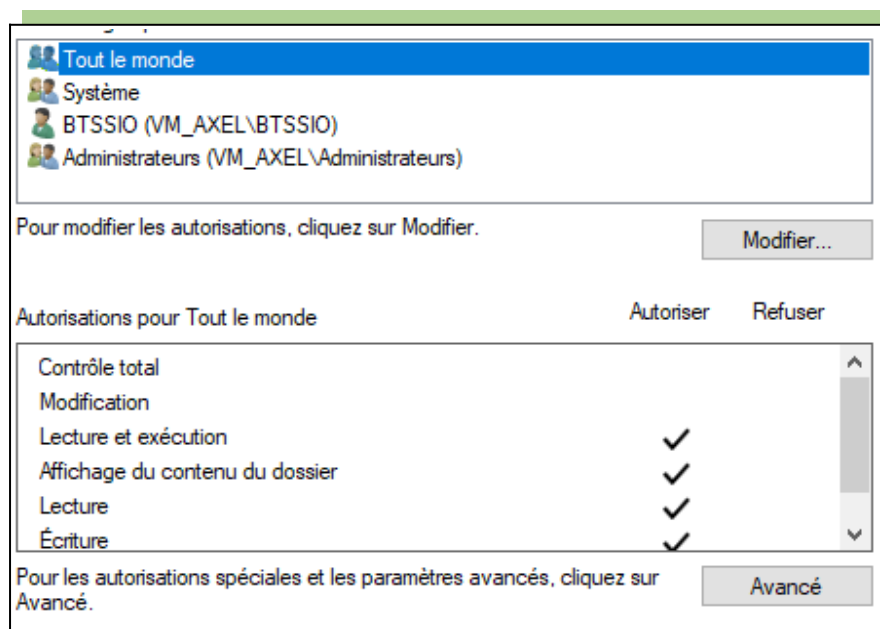 Tout le monde
Système
BTSSIO (VM_AXEL\BTSSIO)
Administrateurs (VM_AXEL\Administrateurs)
Pour modifier les autorisations, cliquez sur Modifier.
Modifier...
Autorisations pour Tout le monde Autoriser Refuser
Contrôle total
Modification
Lecture et exécution
Affichage du contenu du dossier
Lecture
Écriture
Pour les autorisations spéciales et les paramètres avancés, cliquez sur
Avancé.
Avancé